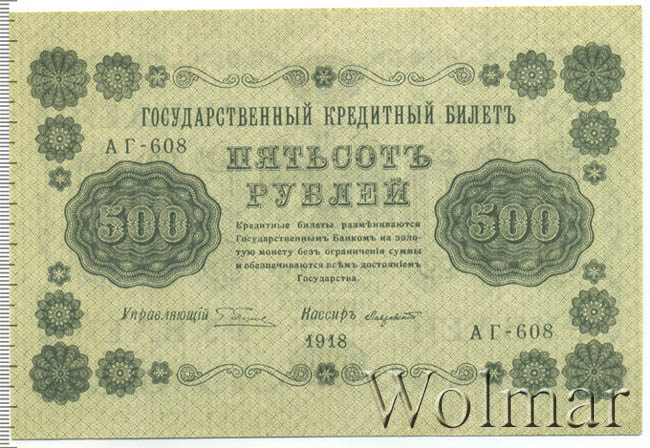 ГОСУДАРСТВЕННЫЙ КРЕДИТНЫЙ БИЛЕТЪ
АГ-608
ПЯТЬСОТЪ
РУБЛЕЙ
500
500
Кредитные билеты размѣниваются
Государственнымъ Банкомъ на золо-
тую монету безъ ограниченія суммы
и обезпечиваются всѣмъ достояніемъ
Государства.
Управляющій
Кассиръ
1918
АГ-608
Wolmar